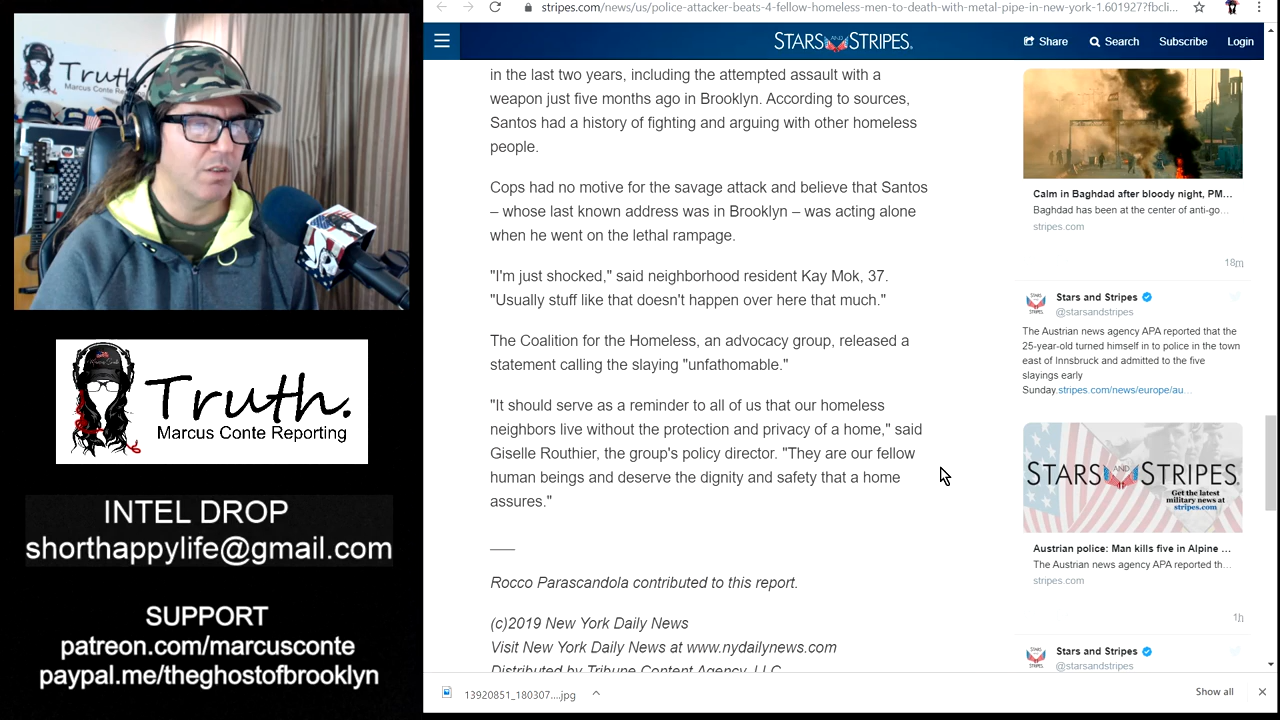 Truth.
Marcus Conte Reporting
Truth.
Marcus Conte Reporting
INTEL DROP
shorthappylife@gmail.com
SUPPORT
patreon.com/marcusconte
paypal.me/theghostofbrooklyn
stripes.com/news/us/police-attacker-beats-4-fellow-homeless-men-to-death-with-metal-pipe-in-new-york-1.601927?fbcli...
STARS AND STRIPES.
Share
Search
Subscribe
Login
in the last two years, including the attempted assault with a
weapon just five months ago in Brooklyn. According to sources,
Santos had a history of fighting and arguing with other homeless
people.
Cops had no motive for the savage attack and believe that Santos
– whose last known address was in Brooklyn – was acting alone
when he went on the lethal rampage.
"I'm just shocked," said neighborhood resident Kay Mok, 37.
"Usually stuff like that doesn't happen over here that much."
The Coalition for the Homeless, an advocacy group, released a
statement calling the slaying "unfathomable."
"It should serve as a reminder to all of us that our homeless
neighbors live without the protection and privacy of a home," said
Giselle Routhier, the group's policy director. "They are our fellow
human beings and deserve the dignity and safety that a home
assures."
___
Rocco Parascandola contributed to this report.
(c)2019 New York Daily News
Visit New York Daily News at www.nydailynews.com
Distributed by Tribune Content Agency, LLC
Calm in Baghdad after bloody night, PM...
Baghdad has been at the center of anti-go...
stripes.com
18m
Stars and Stripes
@starsandstripes
The Austrian news agency APA reported that the
25-year-old turned himself in to police in the town
east of Innsbruck and admitted to the five
slayings early
Sunday.stripes.com/news/europe/au...
STARS AND STRIPES.
Get the latest
military news at
stripes.com
Austrian police: Man kills five in Alpine ...
The Austrian news agency APA reported th...
stripes.com
1h
Stars and Stripes
@starsandstripes
13920851_180307....jpg
Show all